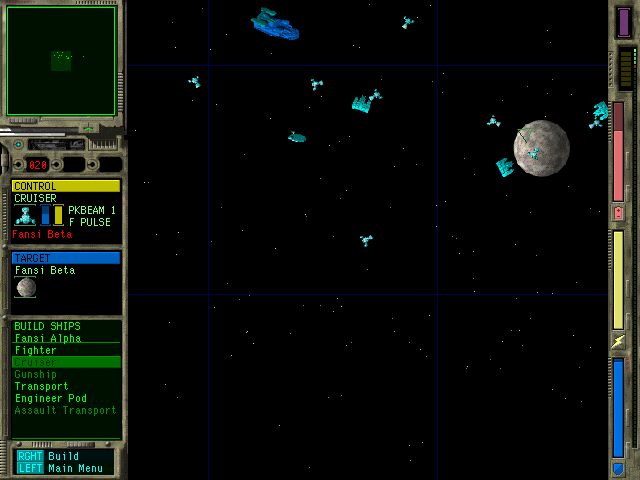 020
CONTROL
CRUISER
PKBEAM 1
F PULSE
Fansi Beta
TARGET
Fansi Beta
BUILD SHIPS
Fansi Alpha
Fighter
Cruiser
Gunship
Transport
Engineer Pod
Assault Transport
RGHT Build
LEFT Main Menu